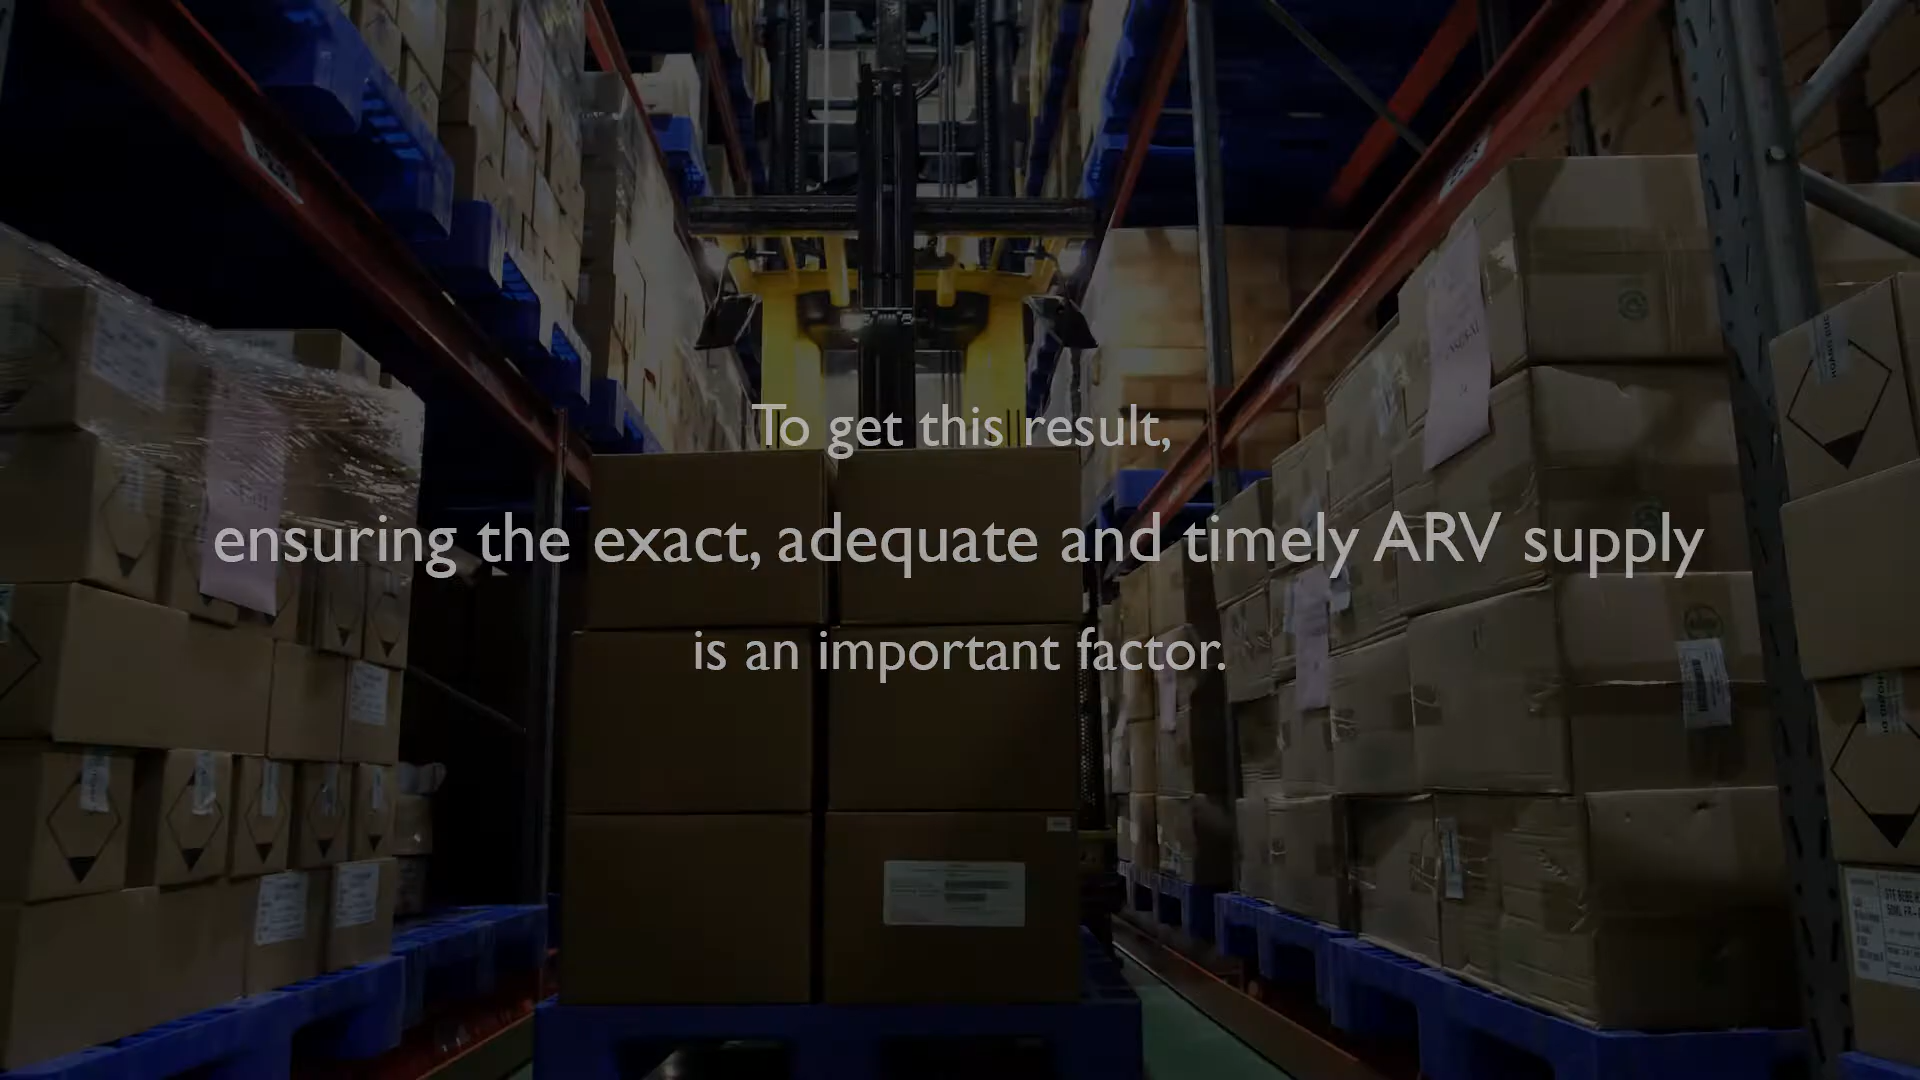 To get this result,
ensuring the exact, adequate and timely ARV supply
is an important factor.